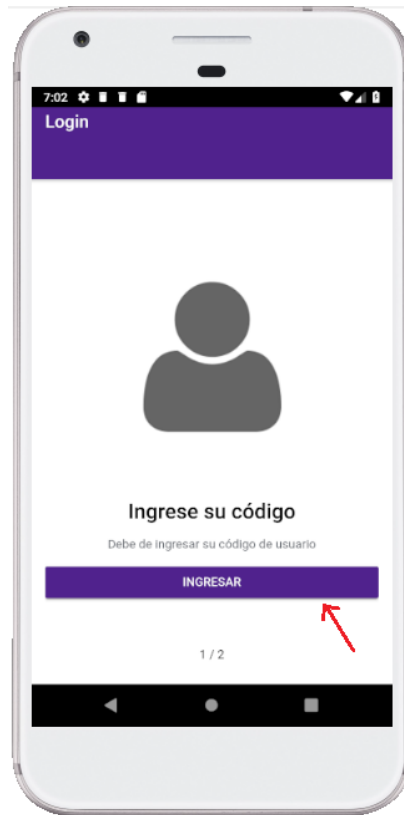 7:02
Login
Ingrese su código
Debe de ingresar su código de usuario
INGRESAR
1 / 2